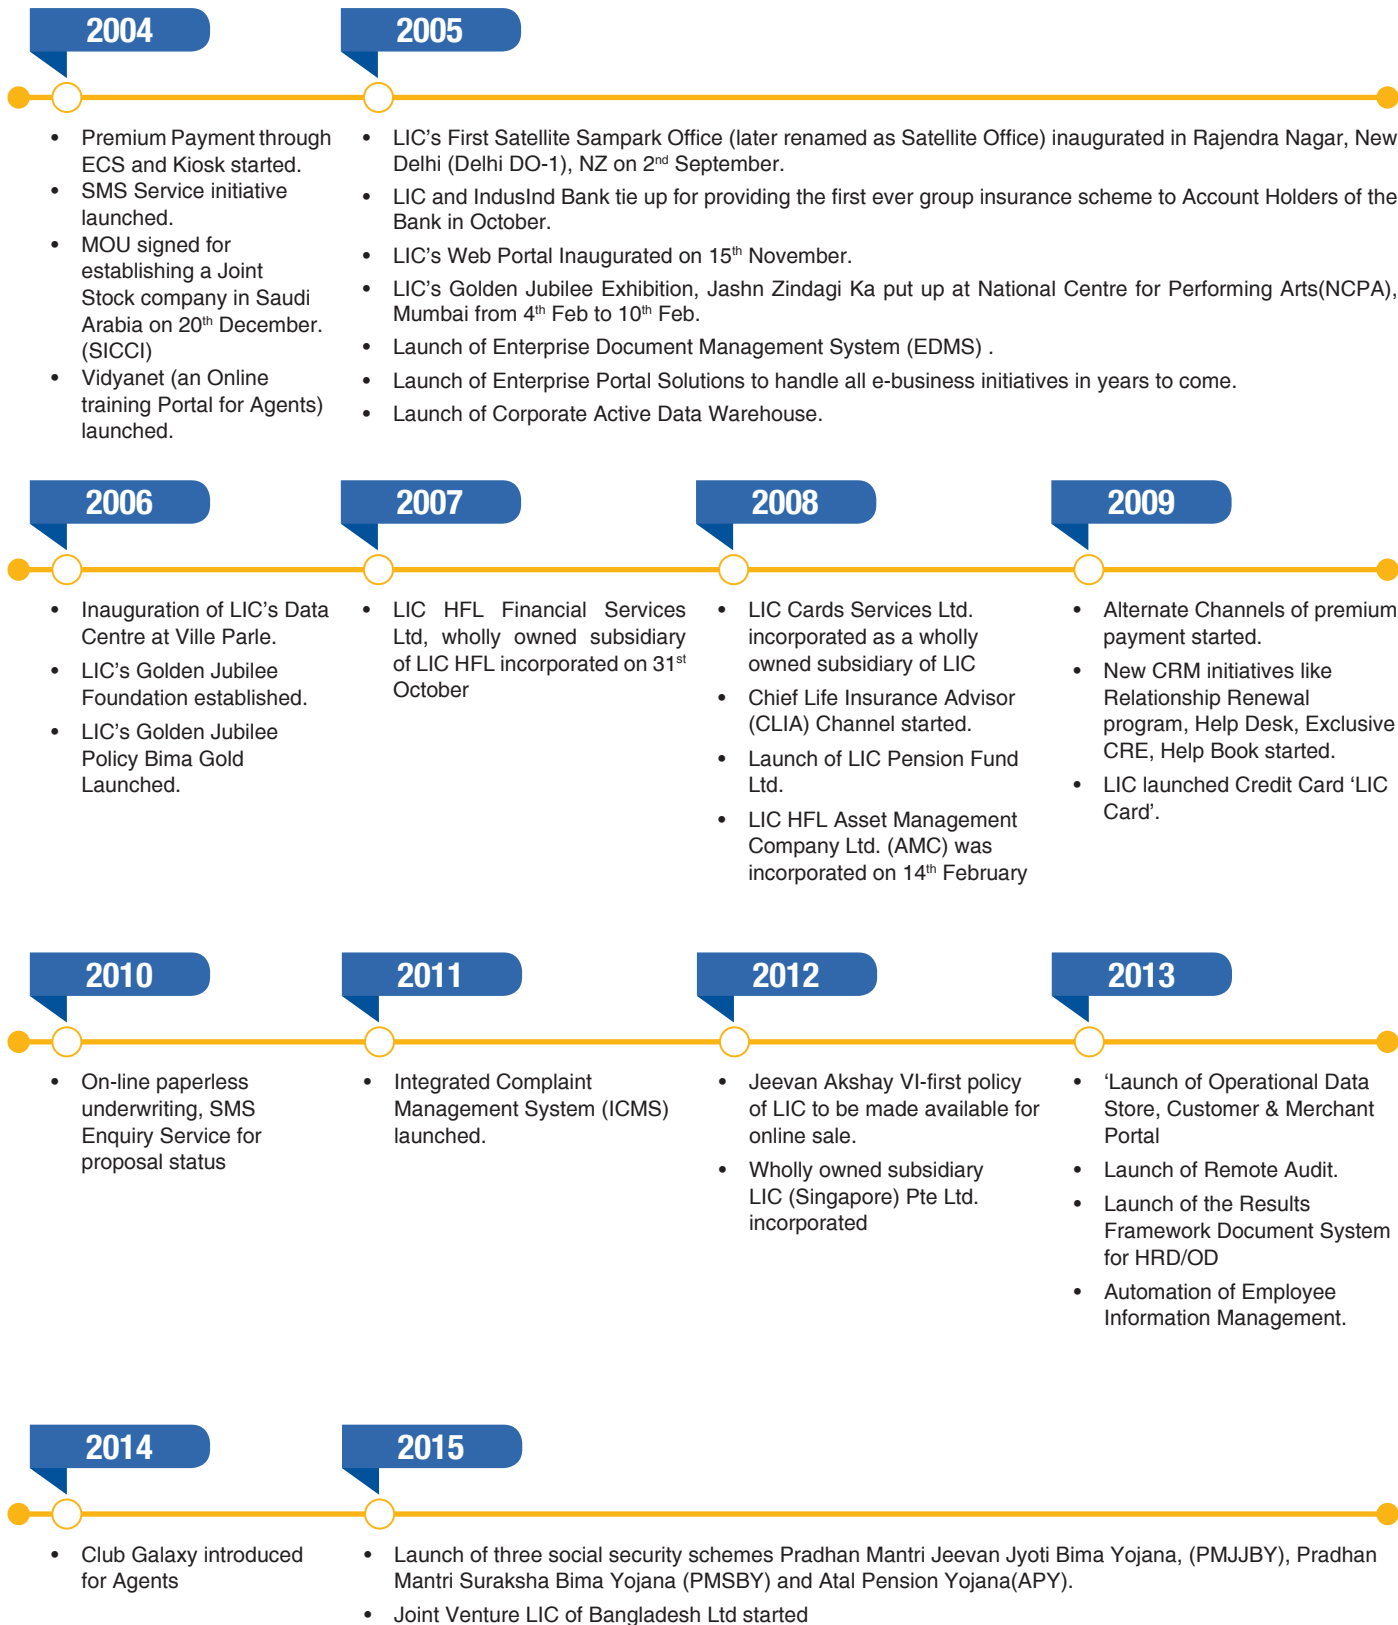 2004
• Premium Payment through
ECS and Kiosk started.
• SMS Service initiative
launched.
• MOU signed for
establishing a Joint
Stock company in Saudi
Arabia on 20th December.
(SICCI)
• Vidyanet (an Online
training Portal for Agents)
launched.
2005
• LIC’s First Satellite Sampark Office (later renamed as Satellite Office) inaugurated in Rajendra Nagar, New
Delhi (Delhi DO-1), NZ on 2nd September.
• LIC and IndusInd Bank tie up for providing the first ever group insurance scheme to Account Holders of the
Bank in October.
• LIC’s Web Portal Inaugurated on 15th November.
• LIC’s Golden Jubilee Exhibition, Jashn Zindagi Ka put up at National Centre for Performing Arts(NCPA),
Mumbai from 4th Feb to 10th Feb.
• Launch of Enterprise Document Management System (EDMS) .
• Launch of Enterprise Portal Solutions to handle all e-business initiatives in years to come.
• Launch of Corporate Active Data Warehouse.
2006
• Inauguration of LIC’s Data
Centre at Ville Parle.
• LIC’s Golden Jubilee
Foundation established.
• LIC’s Golden Jubilee
Policy Bima Gold
Launched.
2007
• LIC HFL Financial Services
Ltd, wholly owned subsidiary
of LIC HFL incorporated on 31st
October
2008
• LIC Cards Services Ltd.
incorporated as a wholly
owned subsidiary of LIC
• Chief Life Insurance Advisor
(CLIA) Channel started.
• Launch of LIC Pension Fund
Ltd.
• LIC HFL Asset Management
Company Ltd. (AMC) was
incorporated on 14th February
2009
• Alternate Channels of premium
payment started.
• New CRM initiatives like
Relationship Renewal
program, Help Desk, Exclusive
CRE, Help Book started.
• LIC launched Credit Card ‘LIC
Card’.
2010
• On-line paperless
underwriting, SMS
Enquiry Service for
proposal status
2011
• Integrated Complaint
Management System (ICMS)
launched.
2012
• Jeevan Akshay VI-first policy
of LIC to be made available for
online sale.
• Wholly owned subsidiary
LIC (Singapore) Pte Ltd.
incorporated
2013
• ‘Launch of Operational Data
Store, Customer & Merchant
Portal
• Launch of Remote Audit.
• Launch of the Results
Framework Document System
for HRD/OD
• Automation of Employee
Information Management.
2014
• Club Galaxy introduced
for Agents
2015
• Launch of three social security schemes Pradhan Mantri Jeevan Jyoti Bima Yojana, (PMJJBY), Pradhan
Mantri Suraksha Bima Yojana (PMSBY) and Atal Pension Yojana(APY).
• Joint Venture LIC of Bangladesh Ltd started